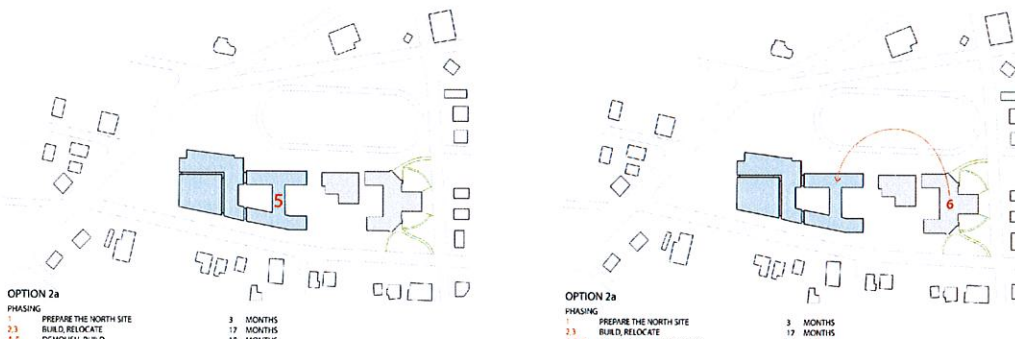 5
OPTION 2a
PHASING
1 PREPARE THE NORTH SITE 3 MONTHS
2,3 BUILD, RELOCATE 17 MONTHS
6
OPTION 2a
PHASING
1 PREPARE THE NORTH SITE 3 MONTHS
2,3 BUILD, RELOCATE 17 MONTHS